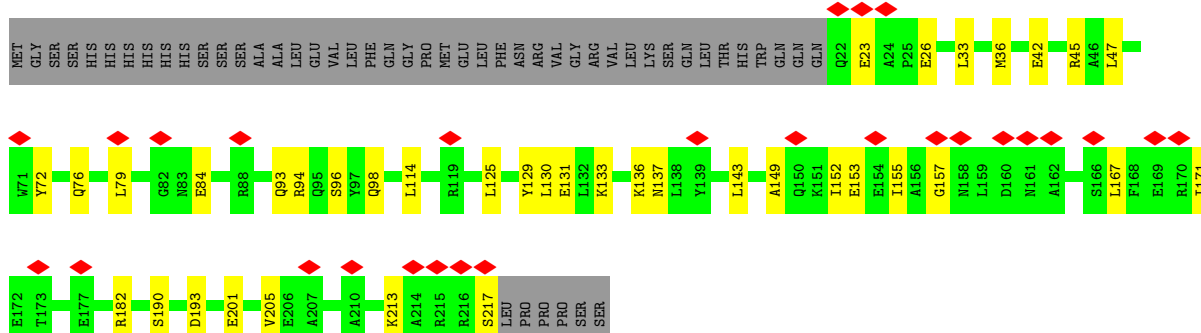 MET GLY SER SER HIS HIS HIS HIS HIS HIS SER SER SER ALA ALA LEU GLU VAL LEU PHE GLN GLY PRO MET GLU LEU PHE ASN ARG VAL GLY ARG VAL LEU LYS SER GLN LEU THR HIS TRP GLN GLN GLN Q22 E23 A24 P25 E26 L33 M36 E42 R45 A46 L47
W71 Y72 Q76 L79 G82 N83 E84 R88 Q93 R94 Q95 S96 Y97 Q98 L114 R119 L125 Y129 L130 E131 L132 K133 K136 N137 L138 Y139 L143 A149 Q150 K151 I152 E153 E154 I155 A156 G157 N158 L159 D160 N161 A162 S166 L167 F168 E169 R170 I171
E172 T173 E177 R182 S190 D193 E201 V205 E206 A207 A210 K213 A214 R215 R216 S217 LEU PRO PRO PRO SER SER